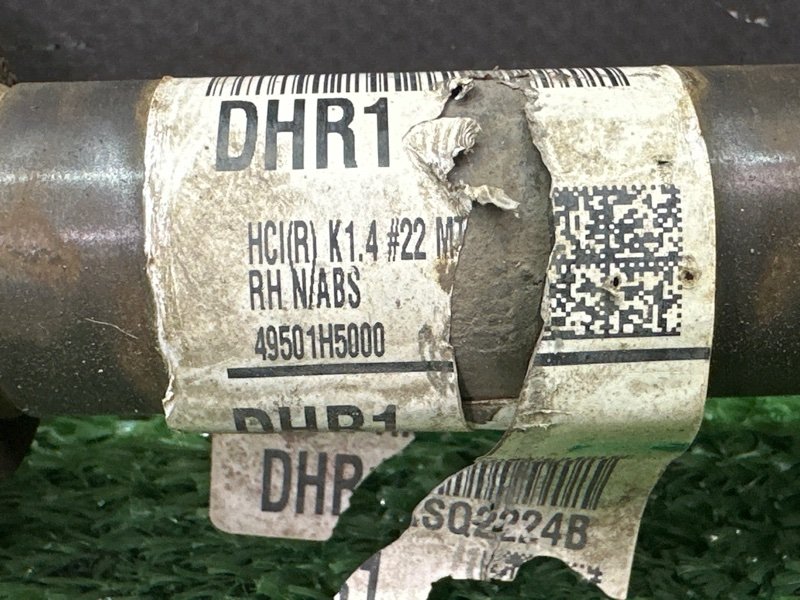 DHR1
HCI(R) K1.4 #22 MT
RH N/ABS
49501H5000
DHR1
DHR
SQ2224B